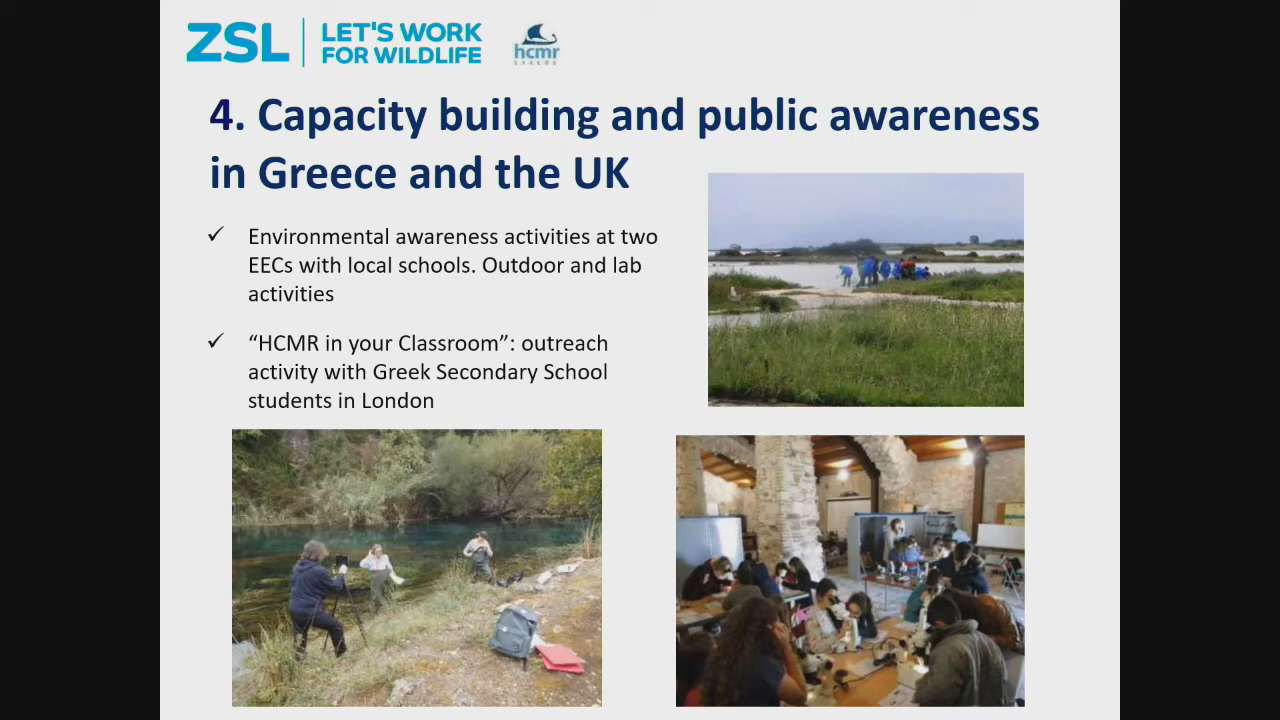 ZSL
LET'S WORK
FOR WILDLIFE
hcmr
4. Capacity building and public awareness
in Greece and the UK
✓ Environmental awareness activities at two
EECs with local schools. Outdoor and lab
activities
✓ “HCMR in your Classroom”: outreach
activity with Greek Secondary School
students in London